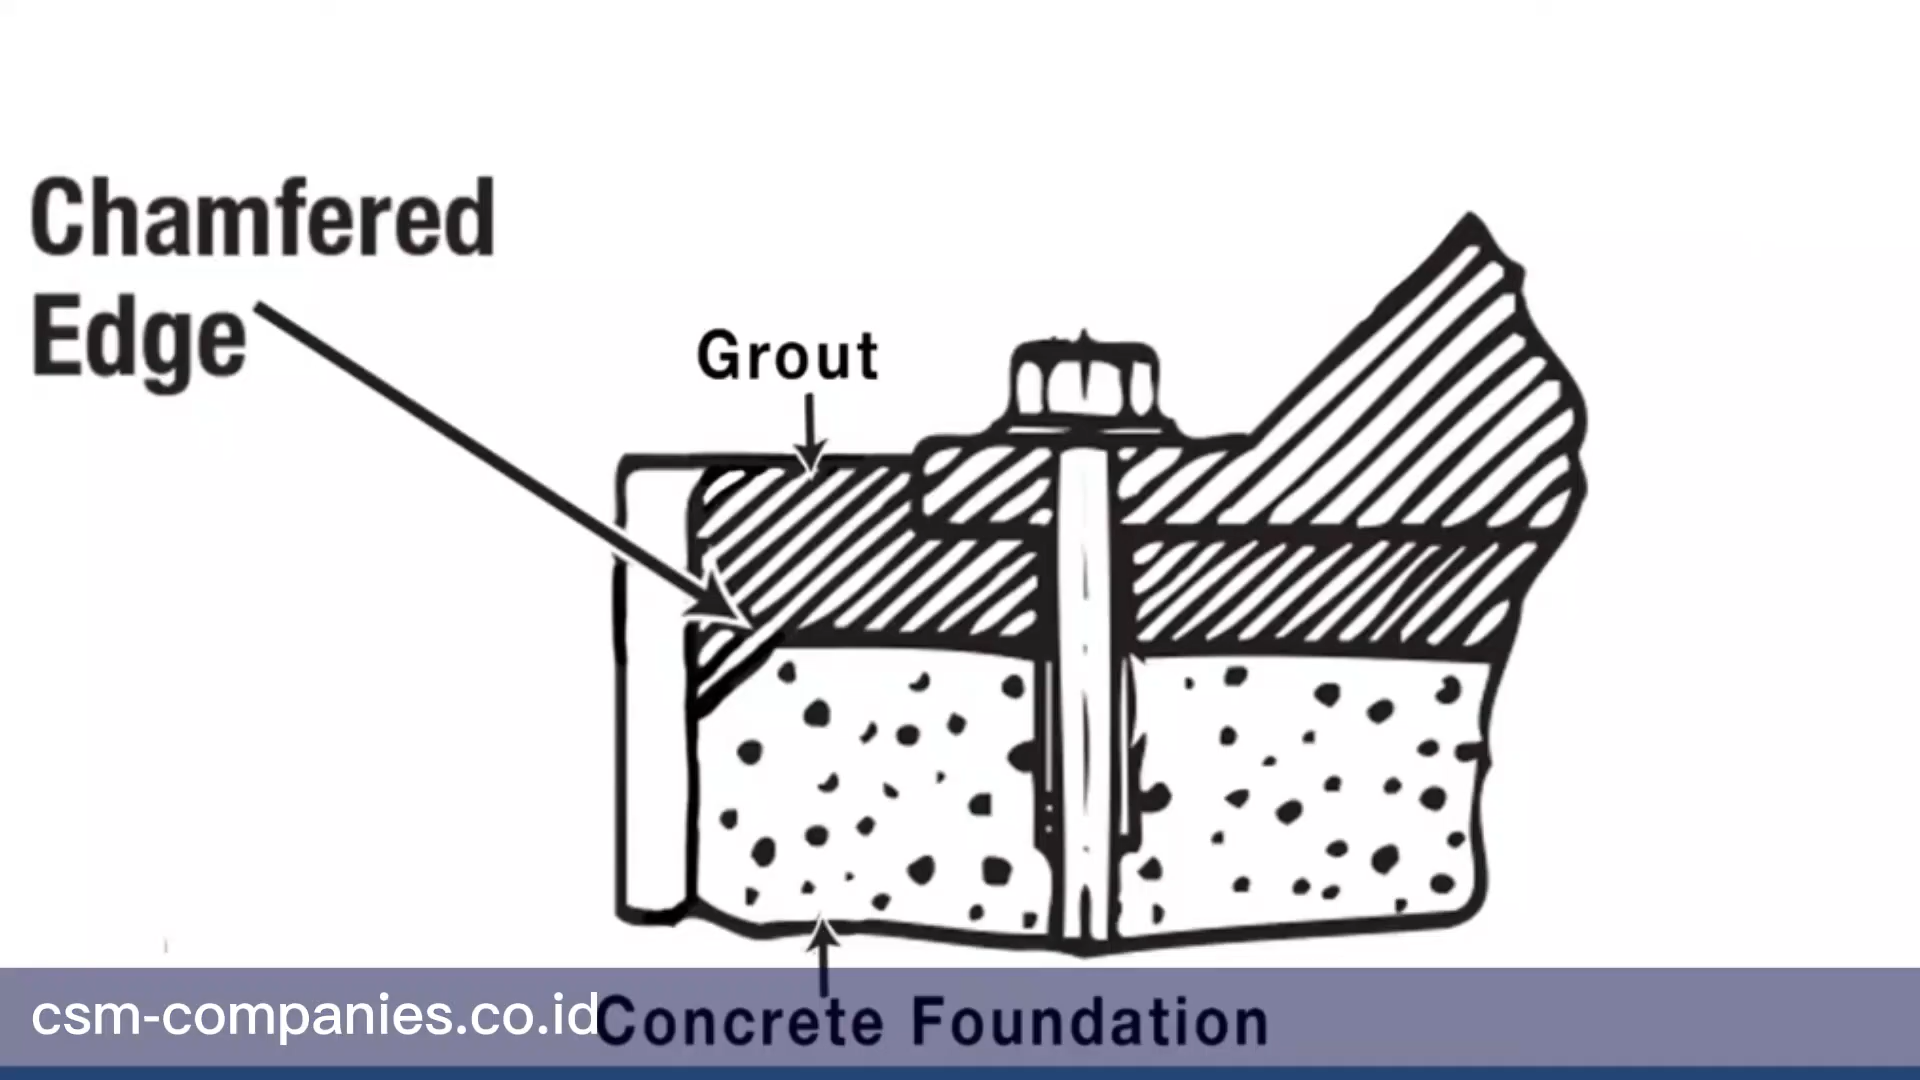 Chamfered
Edge
Grout
csm-companies.co.id
Concrete Foundation